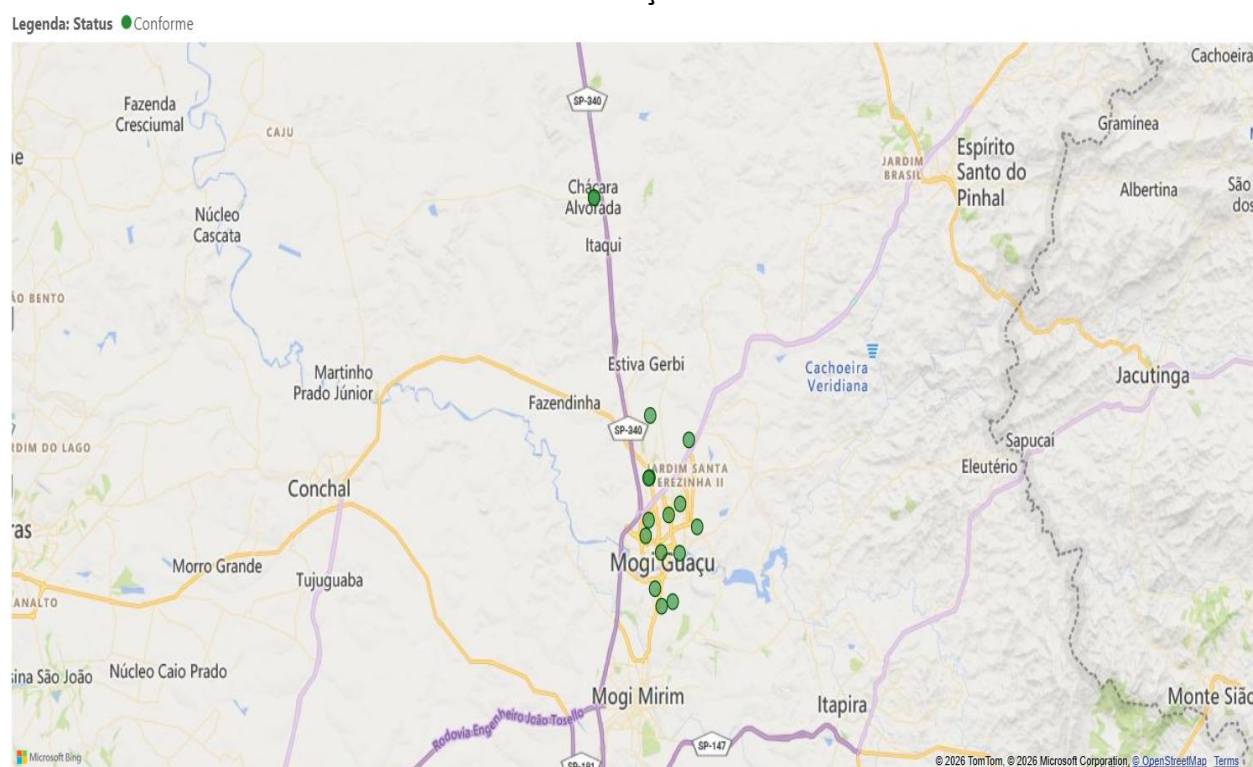 Legenda: Status Conforme
SP-340
Cachoeira
Fazenda
Cresciumal
CAJU
Gramínea
Espírito
Santo do
Pinhal
JARDIM
BRASIL
Chácara
Alvorada
Albertina
São
dos
Núcleo
Cascata
Itaqui
ÃO BENTO
Martinho
Prado Júnior
Estiva Gerbi
Cachoeira
Veridiana
Jacutinga
Fazendinha
SP-340
RDIM DO LAGO
Sapucaí
Eleutério
JARDIM SANTA
TEREZINHA II
Conchal
ras
Morro Grande
Tujuguaba
Mogi Guaçu
ANALTO
sina São João
Núcleo Caio Prado
Mogi Mirim
Itapira
Monte Sião
Rodovia Engenheiro João Tosello
SP-147
SP-191
Microsoft Bing
© 2026 TomTom, © 2026 Microsoft Corporation, © OpenStreetMap Terms